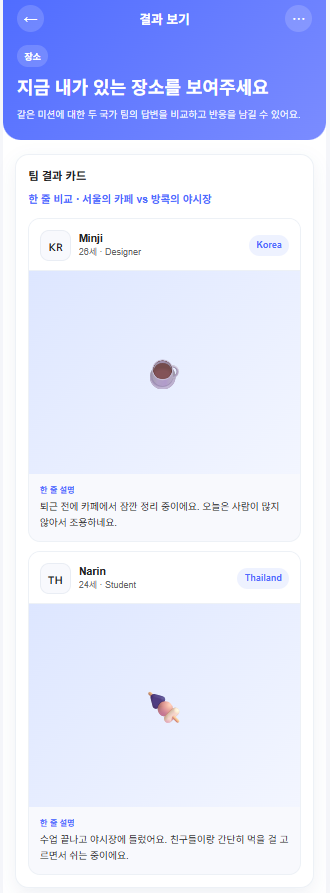 ←
결과 보기
⋯
장소
지금 내가 있는 장소를 보여주세요
같은 미션에 대한 두 국가 팀의 답변을 비교하고 반응을 남길 수 있어요.
팀 결과 카드
한 줄 비교 · 서울의 카페 vs 방콕의 야시장
KR
Minji
26세 · Designer
Korea
한 줄 설명
퇴근 전에 카페에서 잠깐 정리 중이에요. 오늘은 사람이 많지
않아서 조용하네요.
TH
Narin
24세 · Student
Thailand
한 줄 설명
수업 끝나고 야시장에 들렀어요. 친구들이랑 간단히 먹을 걸 고
르면서 쉬는 중이에요.